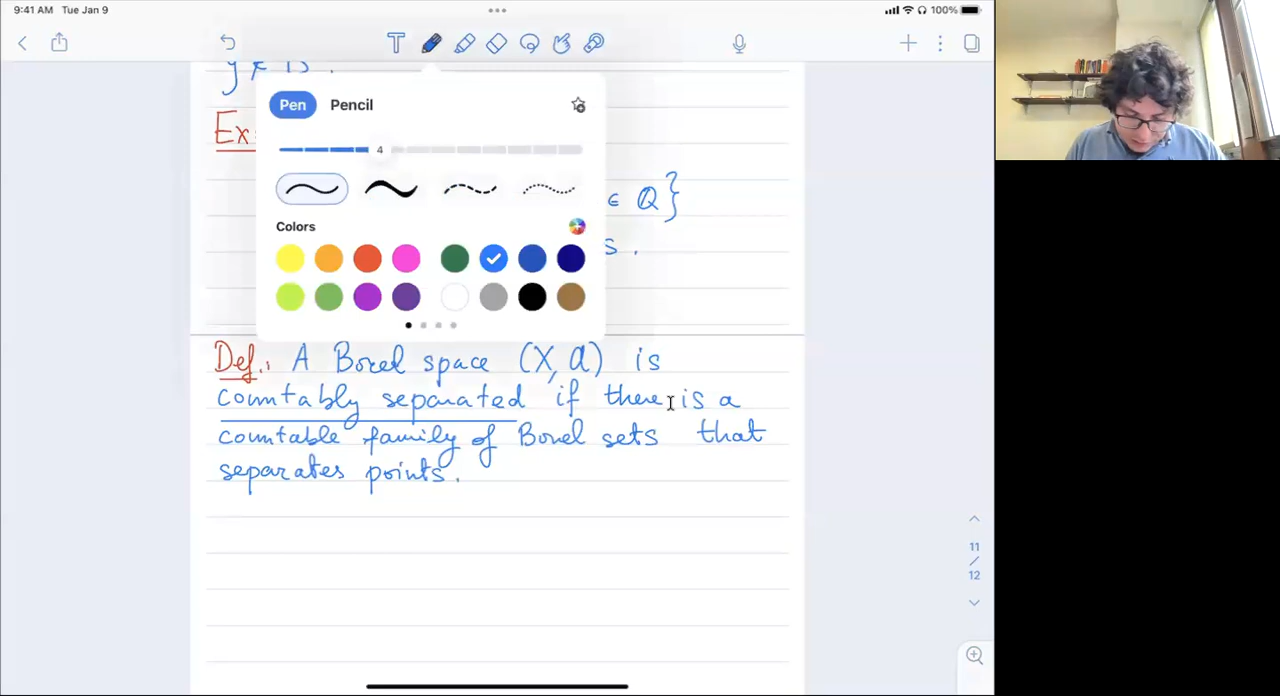 9:41 AM Tue Jan 9
100%
T
Pen
Pencil
4
Ex
∈ Q}
s.
Colors
Def.: A Borel space (X, a) is
countably separated if there is a
countable family of Borel sets that
separates points.
11
/
12